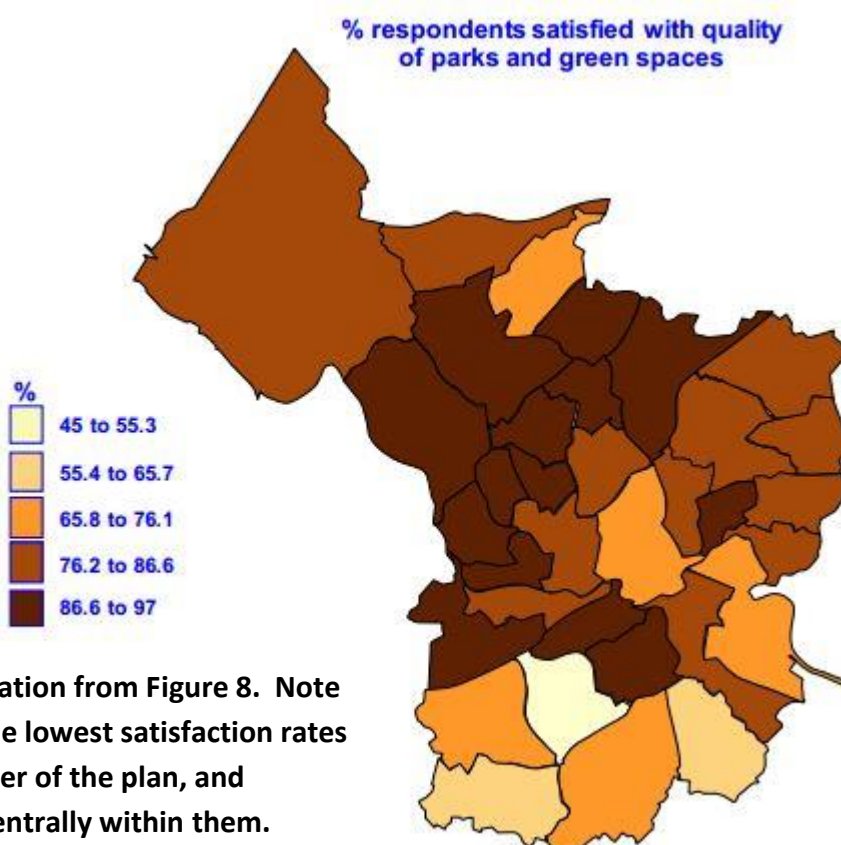 % respondents satisfied with quality
of parks and green spaces
%
45 to 55.3
55.4 to 65.7
65.8 to 76.1
76.2 to 86.6
86.6 to 97
ation from Figure 8.  Note
e lowest satisfaction rates
er of the plan, and
entrally within them.